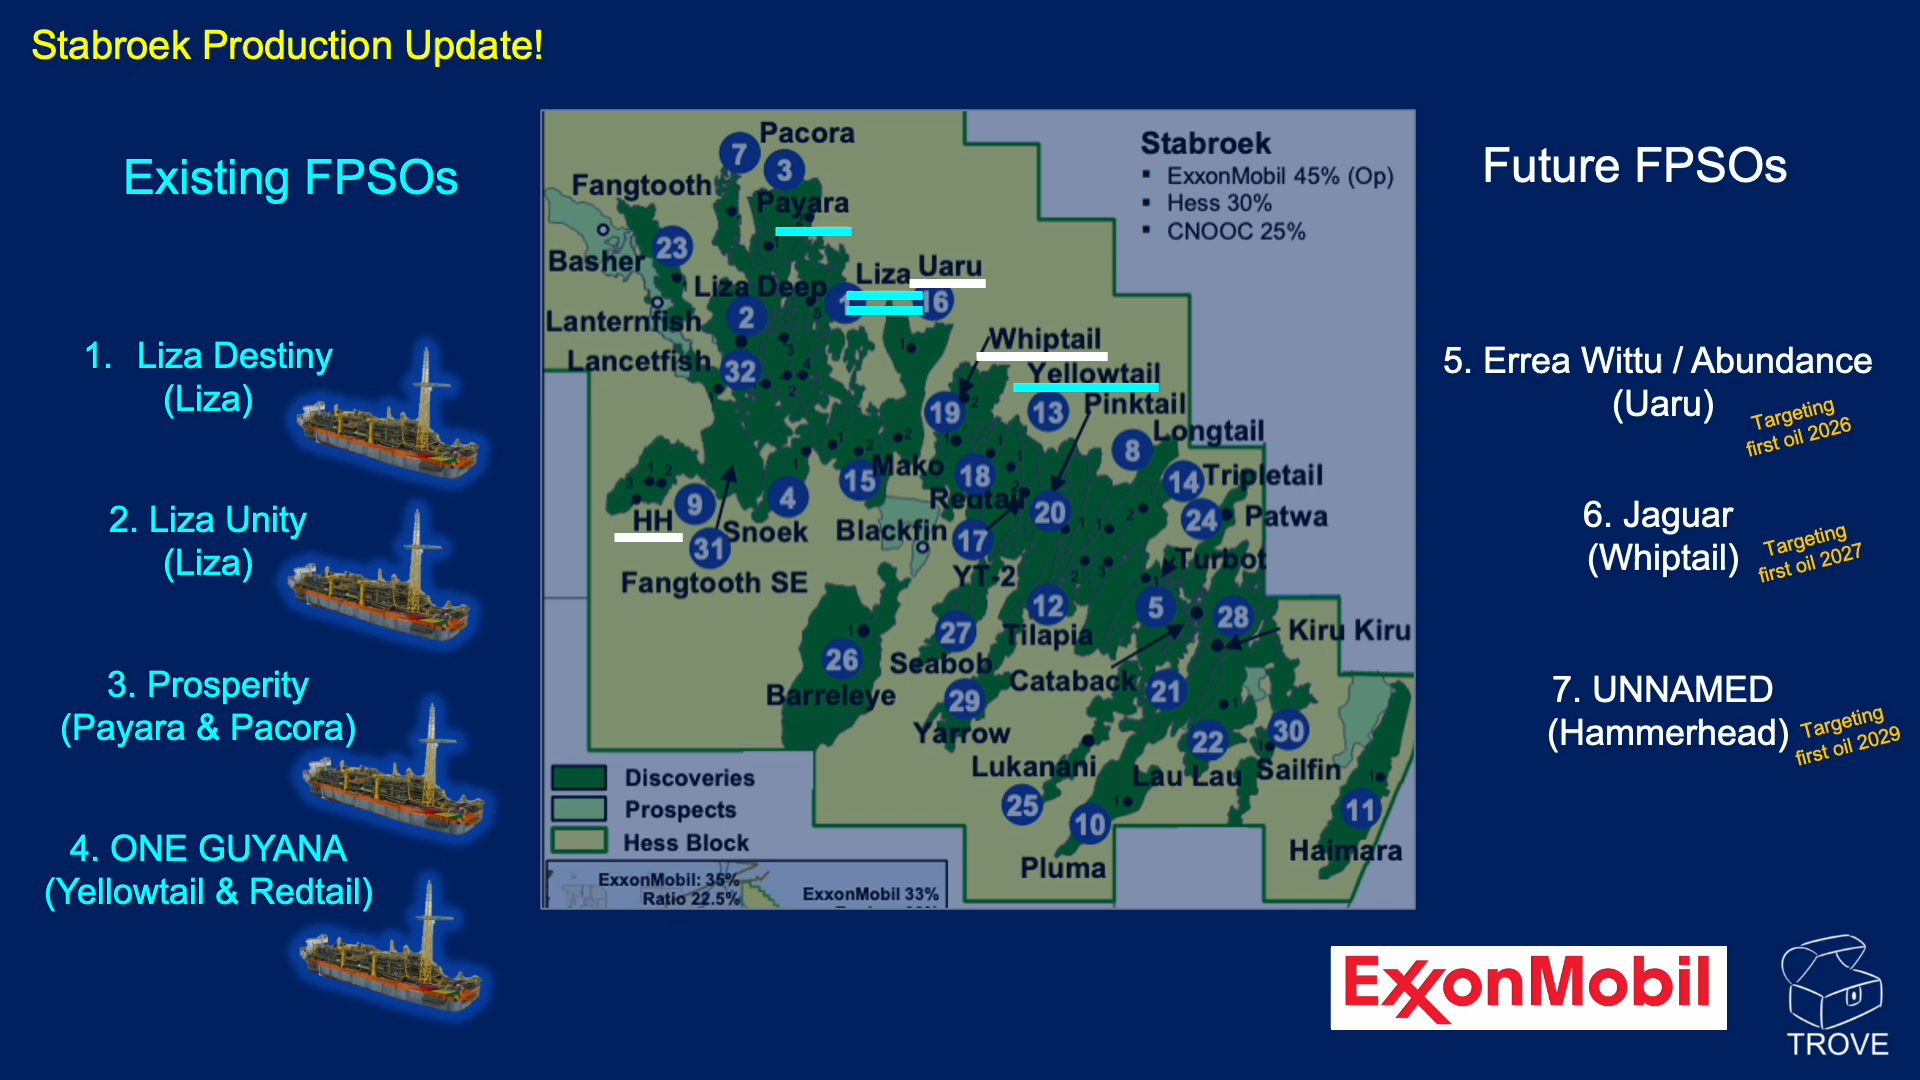 Stabroek Production Update!
Existing FPSOs
1. Liza Destiny
(Liza)
2. Liza Unity
(Liza)
3. Prosperity
(Payara & Pacora)
4. ONE GUYANA
(Yellowtail & Redtail)
Pacora
7
3
Fangtooth
Payara
23
Basher
Liza
Uaru
Liza Deep
1
16
2
Lanternfish
Whiptail
Lancetfish
32
Yellowtail
19
13
Pinktail
8
Longtail
Mako
15
18
14
Tripletail
Redtail
9
4
20
24
Patwa
HH
Snoek
Blackfin
17
31
Turbot
Fangtooth SE
YT-2
12
5
28
27
Tilapia
Kiru Kiru
26
Seabob
Cataback
21
Barreleye
29
Yarrow
22
30
Lukanani
Lau Lau
Sailfin
25
10
11
Pluma
Haimara
Stabroek
▪ ExxonMobil 45% (Op)
▪ Hess 30%
▪ CNOOC 25%
Discoveries
Prospects
Hess Block
ExxonMobil: 35%
Ratio 22.5%
ExxonMobil 33%
Future FPSOs
5. Errea Wittu / Abundance
(Uaru)
Targeting
first oil 2026
6. Jaguar
(Whiptail)
Targeting
first oil 2027
7. UNNAMED
(Hammerhead)
Targeting
first oil 2029
ExxonMobil
TROVE